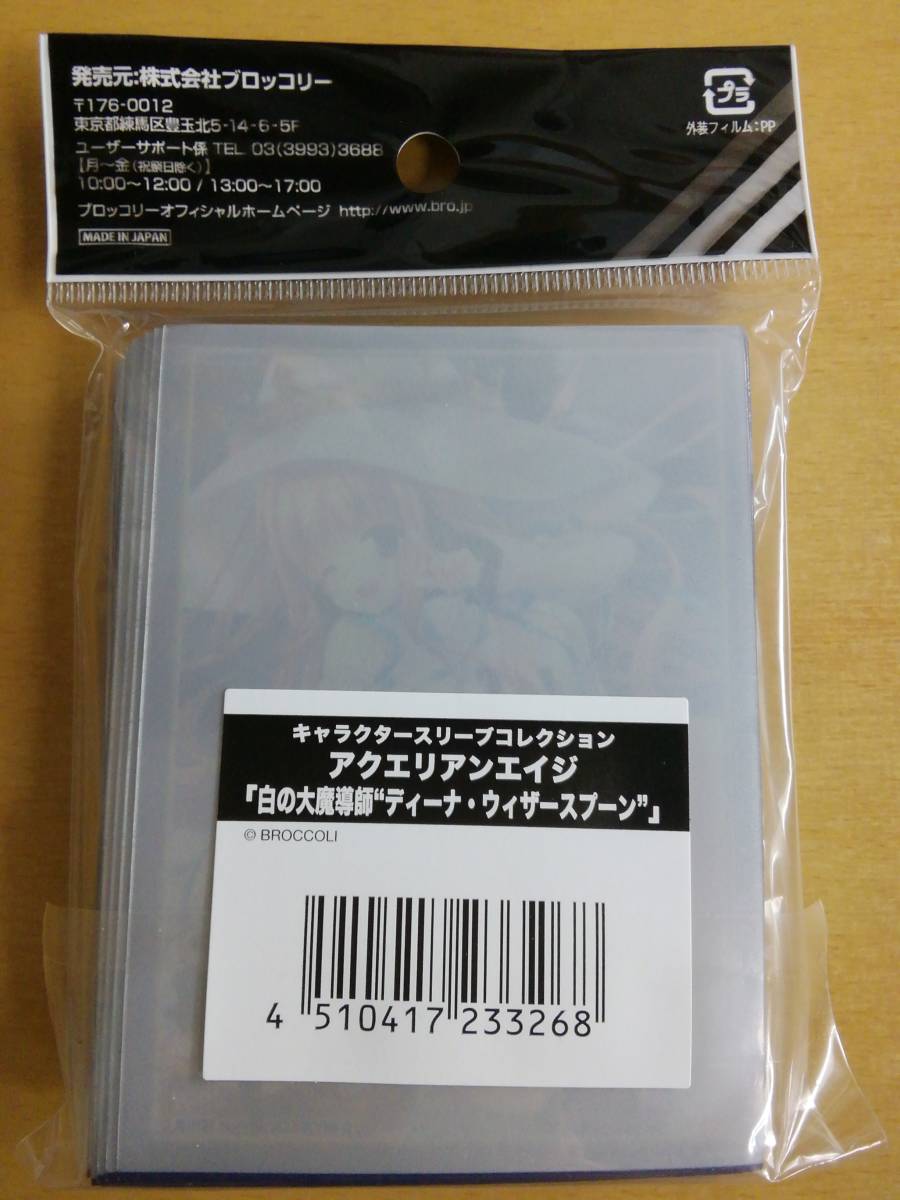 発売元:株式会社ブロッコリー
〒176-0012
東京都練馬区豊玉北5-14-6-5F
ユーザーサポート係 TEL 03(3993)3688
【月〜金(祝祭日除く)】
10:00〜12:00 / 13:00〜17:00
ブロッコリーオフィシャルホームページ http://www.bro.jp
MADE IN JAPAN
プラ
外装フィルム:PP
キャラクタースリーブコレクション
アクエリアンエイジ
「白の大魔導師“ディーナ・ウィザースプーン”」
© BROCCOLI
4 510417 233268